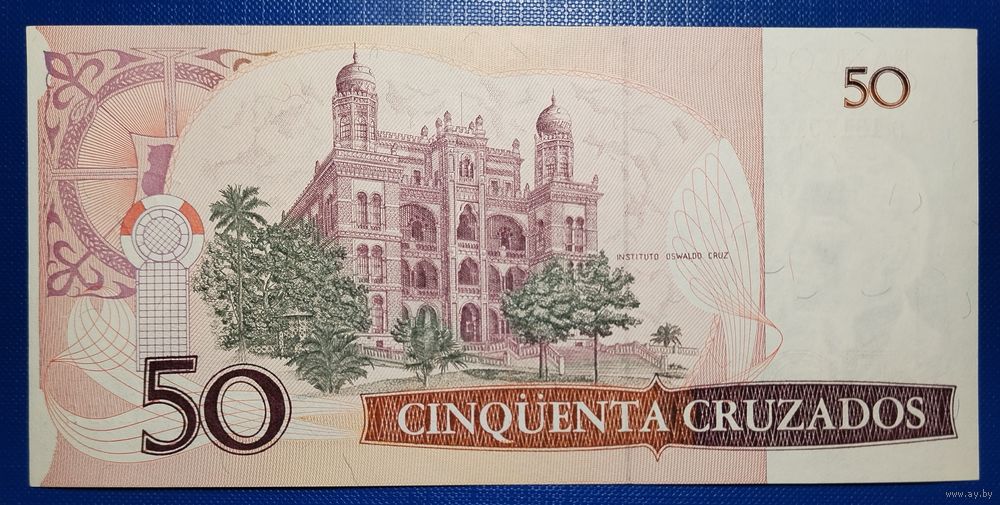 50
INSTITUTO OSWALDO CRUZ
50
CINQÜENTA CRUZADOS
www.ay.by